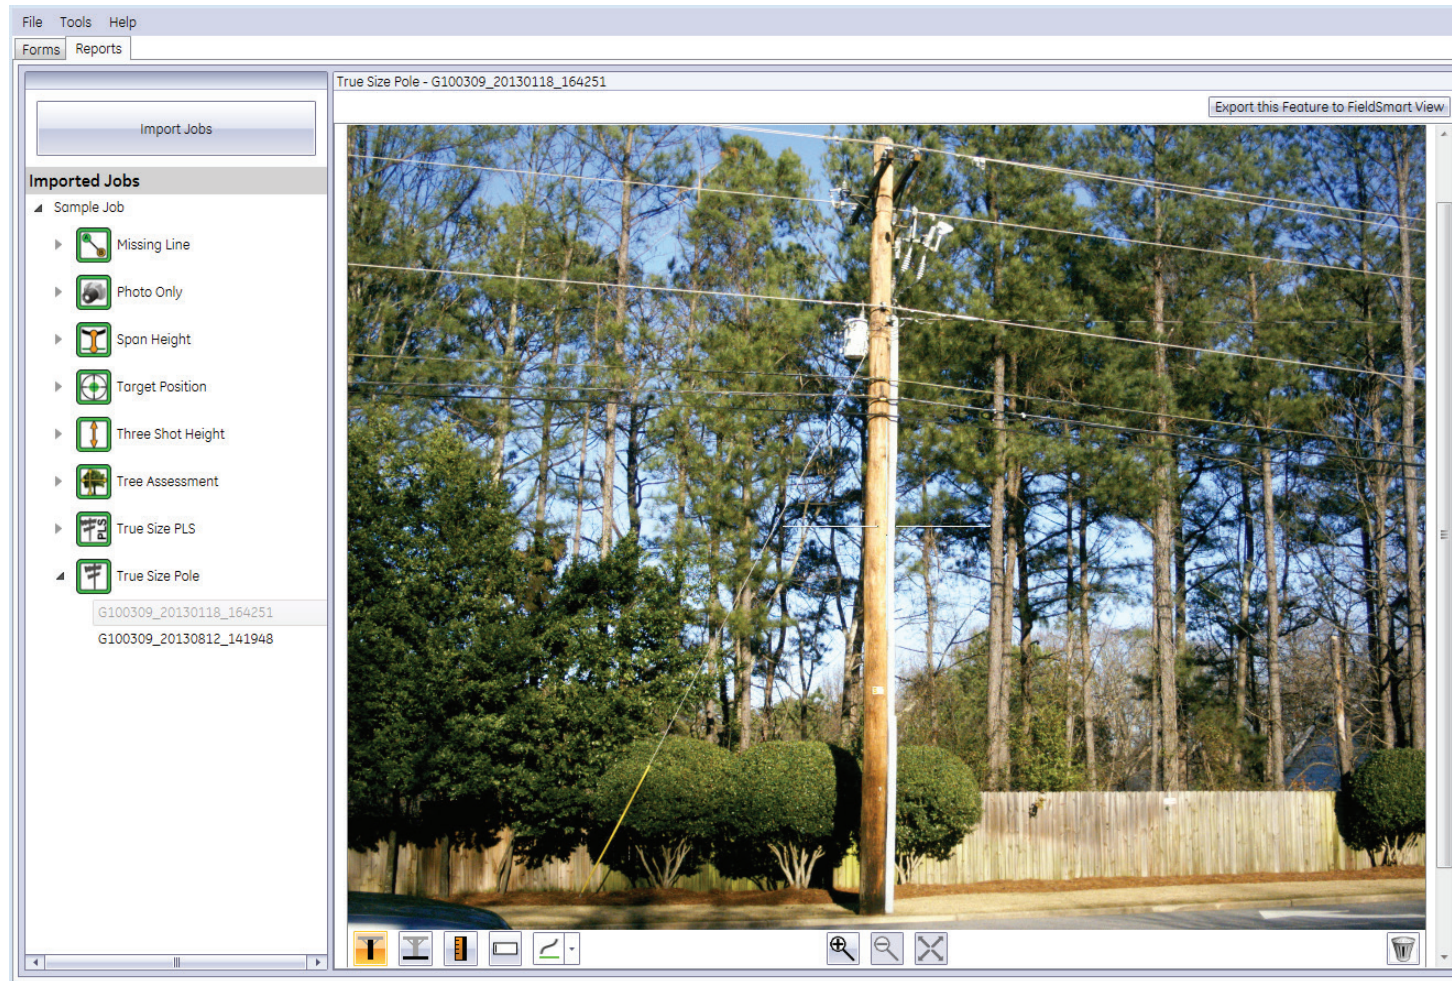 File Tools Help
Forms Reports
True Size Pole - G100309_20130118_164251
Export this Feature to FieldSmart View
Import Jobs
Imported Jobs
Sample Job
Missing Line
Photo Only
Span Height
Target Position
Three Shot Height
Tree Assessment
PLS True Size PLS
True Size Pole
G100309_20130118_164251
G100309_20130812_141948